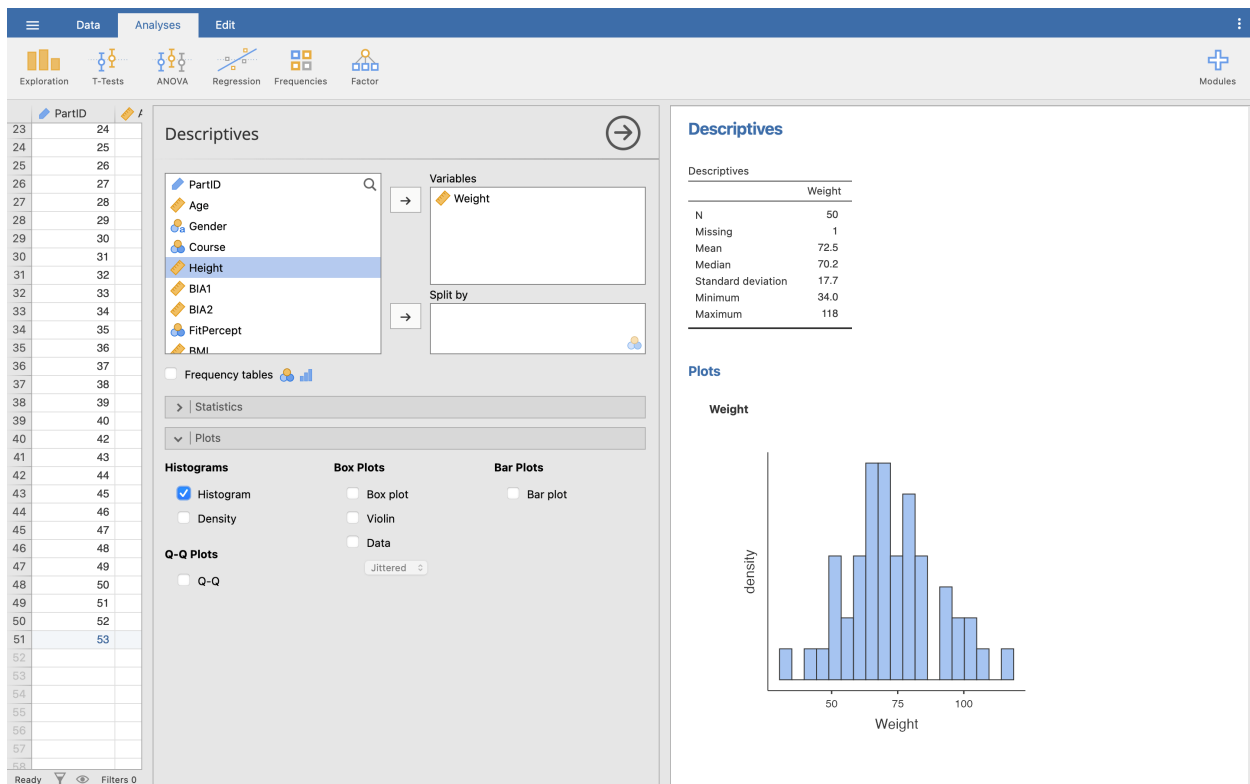 Data Analyses Edit
Exploration T-Tests ANOVA Regression Frequencies Factor Modules
PartID
23 24
24 25
25 26
26 27
27 28
28 29
29 30
30 31
31 32
32 33
33 34
34 35
35 36
36 37
37 38
38 39
39 40
40 42
41 43
42 44
43 45
44 46
45 47
46 48
47 49
48 50
49 51
50 52
51 53
52
53
54
55
56
57
58
Ready Filters 0
Descriptives
PartID
Age
a Gender
Course
Height
BIA1
BIA2
FitPercept
BMI
Variables
Weight
Split by
Frequency tables
Statistics
Plots
Histograms Box Plots Bar Plots
Histogram Box plot Bar plot
Density Violin
Data
Q-Q Plots
Jittered
Q-Q
Descriptives
Descriptives
Weight
N 50
Missing 1
Mean 72.5
Median 70.2
Standard deviation 17.7
Minimum 34.0
Maximum 118
Plots
Weight
density
50 75 100
Weight